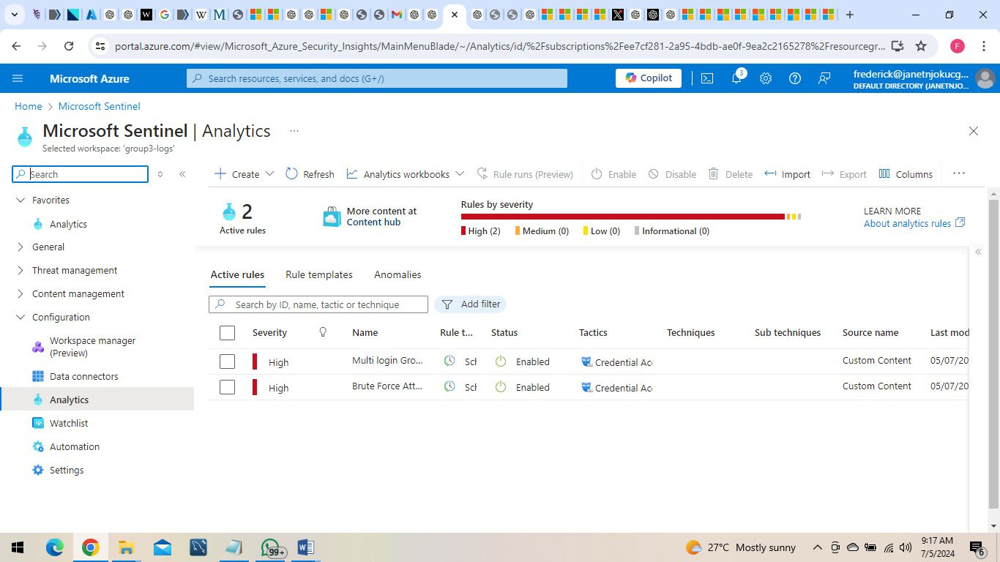 portal.azure.com/#view/Microsoft_Azure_Security_Insights/MainMenuBlade/~/Analytics/id/%2Fsubscriptions%2Fee7cf281-2a95-4bdb-ae0f-9ea2c2165278%2Fresourcegr...
F
Microsoft Azure
Search resources, services, and docs (G+/)
Copilot
3
frederick@janetnjokucg...
DEFAULT DIRECTORY (JANETNJO...
Home > Microsoft Sentinel
Microsoft Sentinel | Analytics ...
Selected workspace: 'group3-logs'
Search
Create
Refresh
Analytics workbooks
Rule runs (Preview)
Enable
Disable
Delete
Import
Export
Columns
...
Favorites
Analytics
General
Threat management
Content management
Configuration
Workspace manager
(Preview)
Data connectors
Analytics
Watchlist
Automation
Settings
2
Active rules
More content at
Content hub
Rules by severity
High (2) Medium (0) Low (0) Informational (0)
LEARN MORE
About analytics rules
Active rules Rule templates Anomalies
Search by ID, name, tactic or technique
Add filter
Severity Name Rule t... Status Tactics Techniques Sub techniques Source name Last mod
High Multi login Gro... Sch Enabled Credential Acc Custom Content 05/07/20
High Brute Force Att... Sch Enabled Credential Acc Custom Content 05/07/20
99+
27°C Mostly sunny
9:17 AM
7/5/2024
6